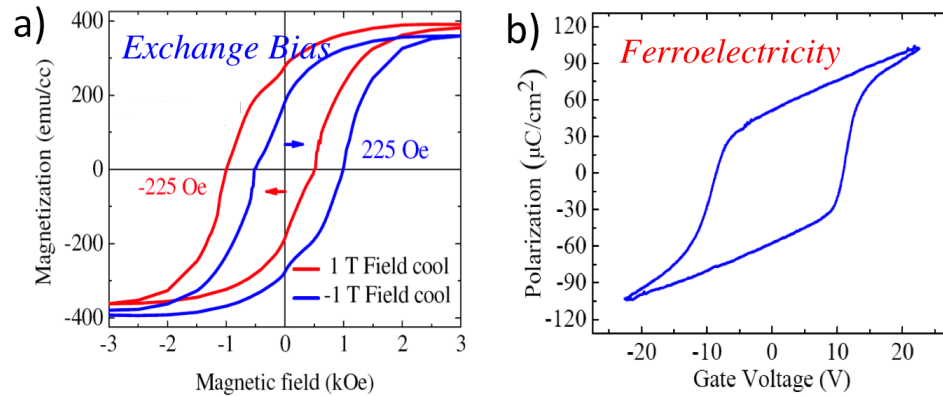 a)
Exchange Bias
Magnetization (emu/cc)
400
200
0
-200
-400
-225 Oe
225 Oe
1 T Field cool
-1 T Field cool
-3 -2 -1 0 1 2 3
Magnetic field (kOe)
b)
Ferroelectricity
Polarization (μC/cm²)
120
90
60
30
0
-30
-60
-90
-120
-20 -10 0 10 20
Gate Voltage (V)